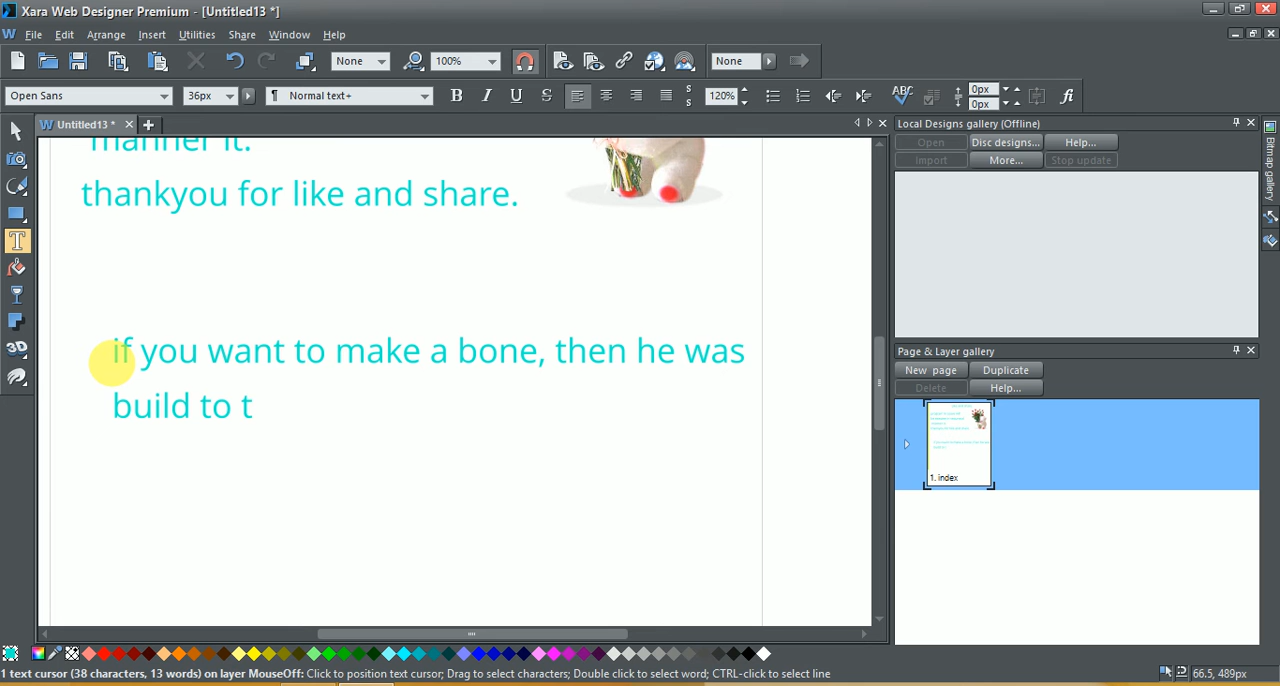 Xara Web Designer Premium - [Untitled13 *]
File Edit Arrange Insert Utilities Share Window Help
None 100% None
Open Sans 36px ¶ Normal text+ B I U S 120% ABC 0px 0px
Untitled13 *
Local Designs gallery (Offline)
Open Disc designs... Help...
Import More... Stop update
Bitmap gallery
manner it.
thankyou for like and share.
if you want to make a bone, then he was
build to t
Page & Layer gallery
New page Duplicate
Delete Help...
1. index
1 text cursor (38 characters, 13 words) on layer MouseOff: Click to position text cursor; Drag to select characters; Double click to select word; CTRL-click to select line
66.5, 489px